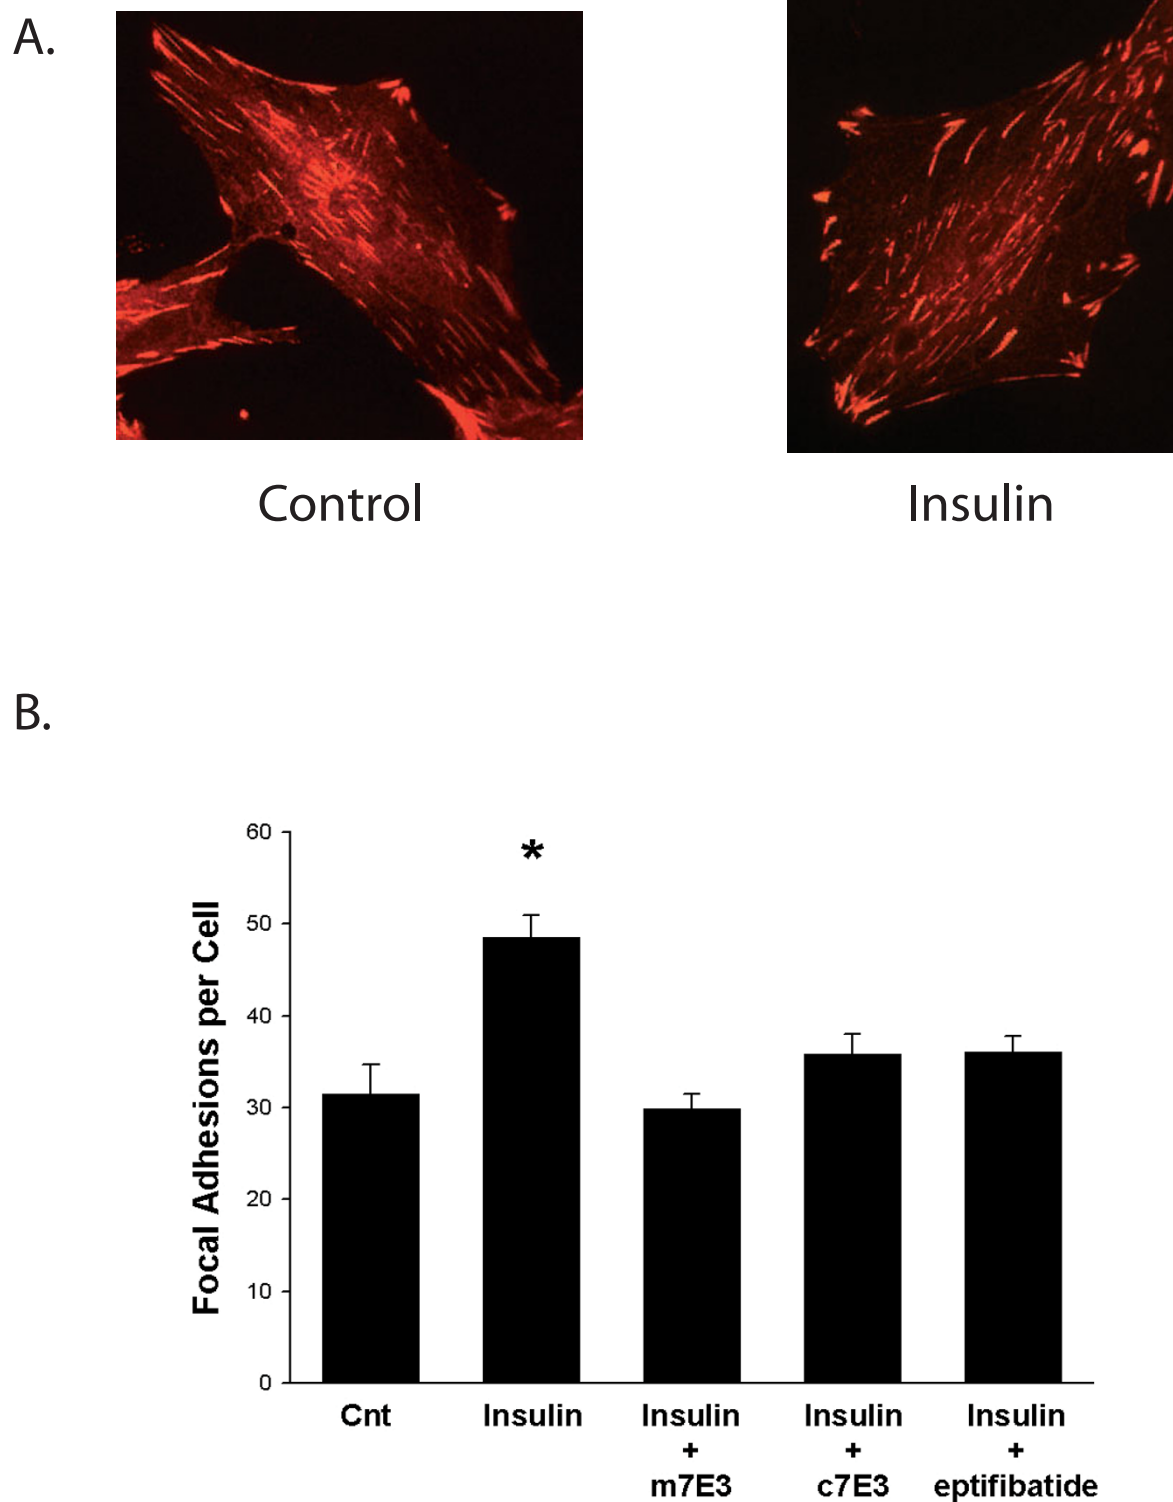 A.
Control
Insulin
B.
Focal Adhesions per Cell
60
50
40
30
20
10
0
*
Cnt
Insulin
Insulin
+
m7E3
Insulin
+
c7E3
Insulin
+
eptifibatide